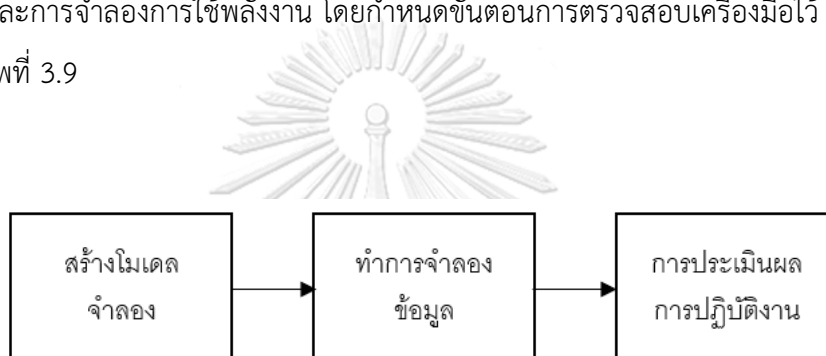 ละการจำลองการใช้พลังงาน โดยกำหนดขั้นตอนการตรวจสอบเครื่องมือไว้
พที่ 3.9
สร้างโมเดล
จำลอง
ทำการจำลอง
ข้อมูล
การประเมินผล
การปฏิบัติงาน